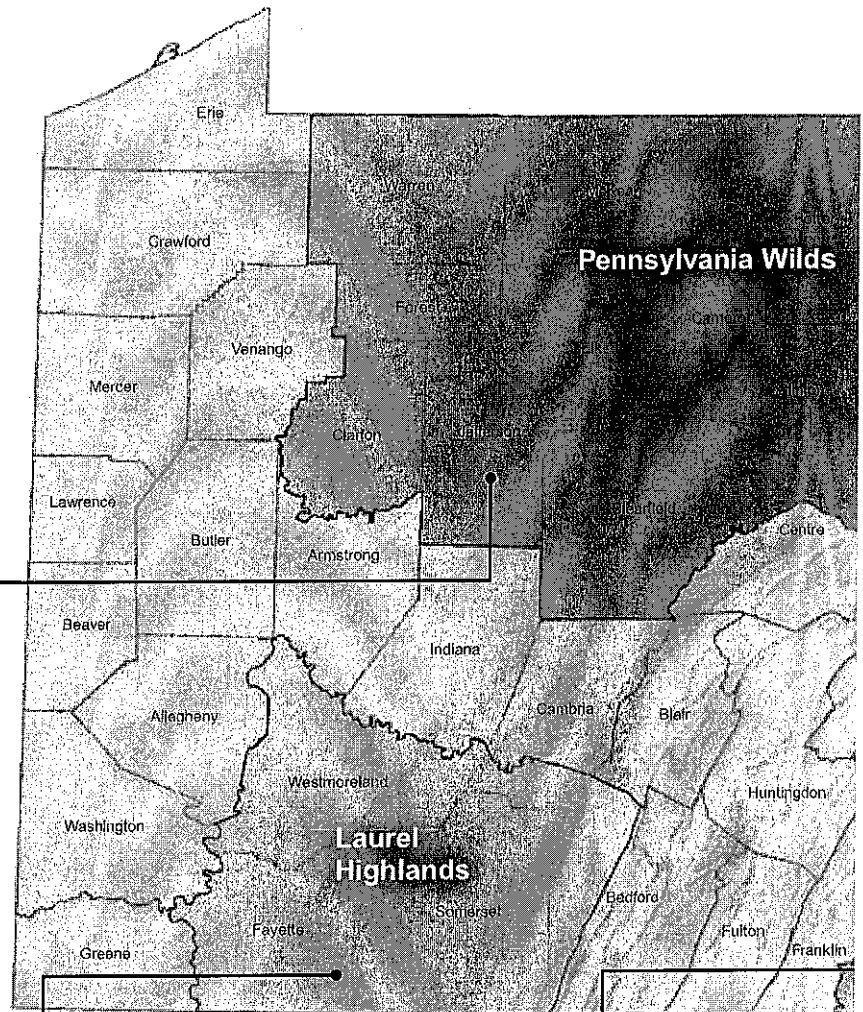 Erie
Warren
Crawford
Pennsylvania Wilds
Forest
Venango
Mercer
Clarion
Jefferson
Lawrence
Butler
Armstrong
Centre
Beaver
Indiana
Allegheny
Cambria
Blair
Westmoreland
Huntingdon
Washington
Laurel
Highlands
Bedford
Somerset
Fayette
Fulton
Greene
Franklin